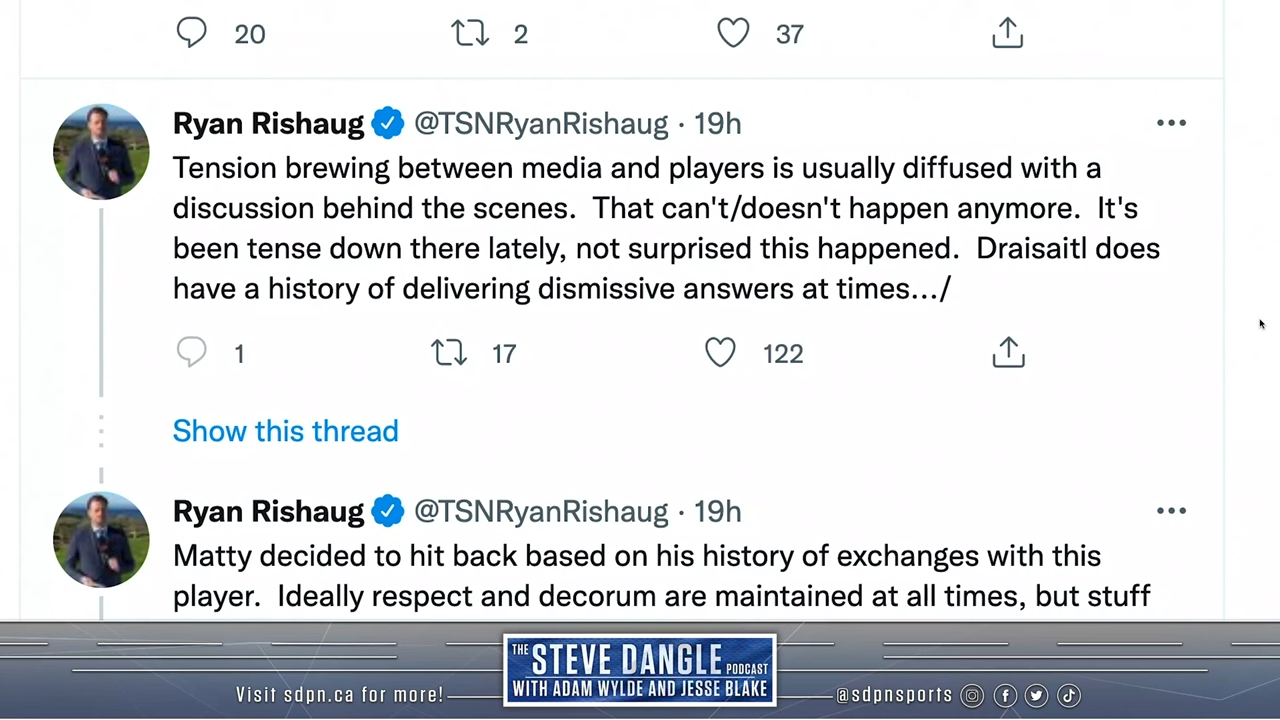 20 2 37
Ryan Rishaug @TSNRyanRishaug · 19h
Tension brewing between media and players is usually diffused with a
discussion behind the scenes.  That can't/doesn't happen anymore.  It's
been tense down there lately, not surprised this happened.  Draisaitl does
have a history of delivering dismissive answers at times…/
1 17 122
Show this thread
Ryan Rishaug @TSNRyanRishaug · 19h
Matty decided to hit back based on his history of exchanges with this
player.  Ideally respect and decorum are maintained at all times, but stuff
THE STEVE DANGLE PODCAST
WITH ADAM WYLDE AND JESSE BLAKE
Visit sdpn.ca for more!
@sdpnsports